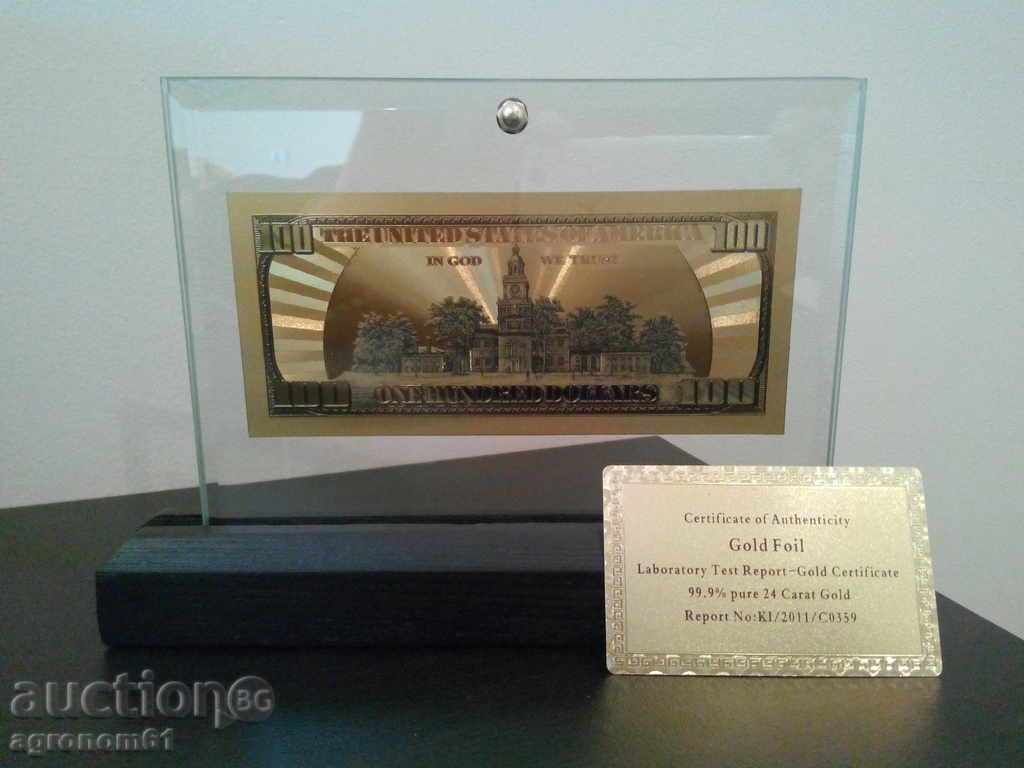 100 THE UNITED STATES OF AMERICA 100
IN GOD WE TRUST
100 ONE HUNDRED DOLLARS 100
Certificate of Authenticity
Gold Foil
Laboratory Test Report-Gold Certificate
99.9% pure 24 Carat Gold
Report No:KI/2011/C0359
auction BG
agronom61